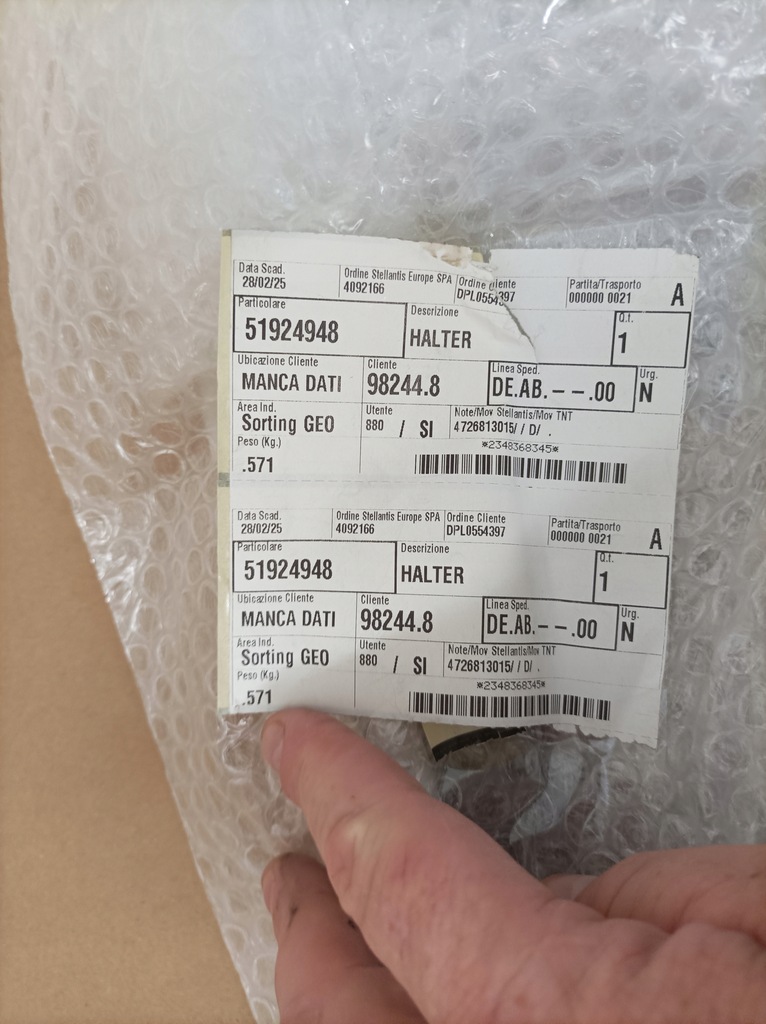 Data Scad. Ordine Stellantis Europe SPA Ordine Cliente Partita/Trasporto A
28/02/25 4092166 DPL0554397 000000 0021
Particolare Descrizione Q.t.
51924948 HALTER 1
Ubicazione Cliente Cliente Linea Sped. Urg.
MANCA DATI 98244.8 DE.AB.--.00 N
Area Ind. Utente Note/Mov Stellantis/Mov TNT
Sorting GEO 880 / SI 4726813015/ / D/ .
Peso (Kg.) *2348368345*
.571
Data Scad. Ordine Stellantis Europe SPA Ordine Cliente Partita/Trasporto A
28/02/25 4092166 DPL0554397 000000 0021
Particolare Descrizione Q.t.
51924948 HALTER 1
Ubicazione Cliente Cliente Linea Sped. Urg.
MANCA DATI 98244.8 DE.AB.--.00 N
Area Ind. Utente Note/Mov Stellantis/Mov TNT
Sorting GEO 880 / SI 4726813015/ / D/ .
Peso (Kg.) *2348368345*
.571